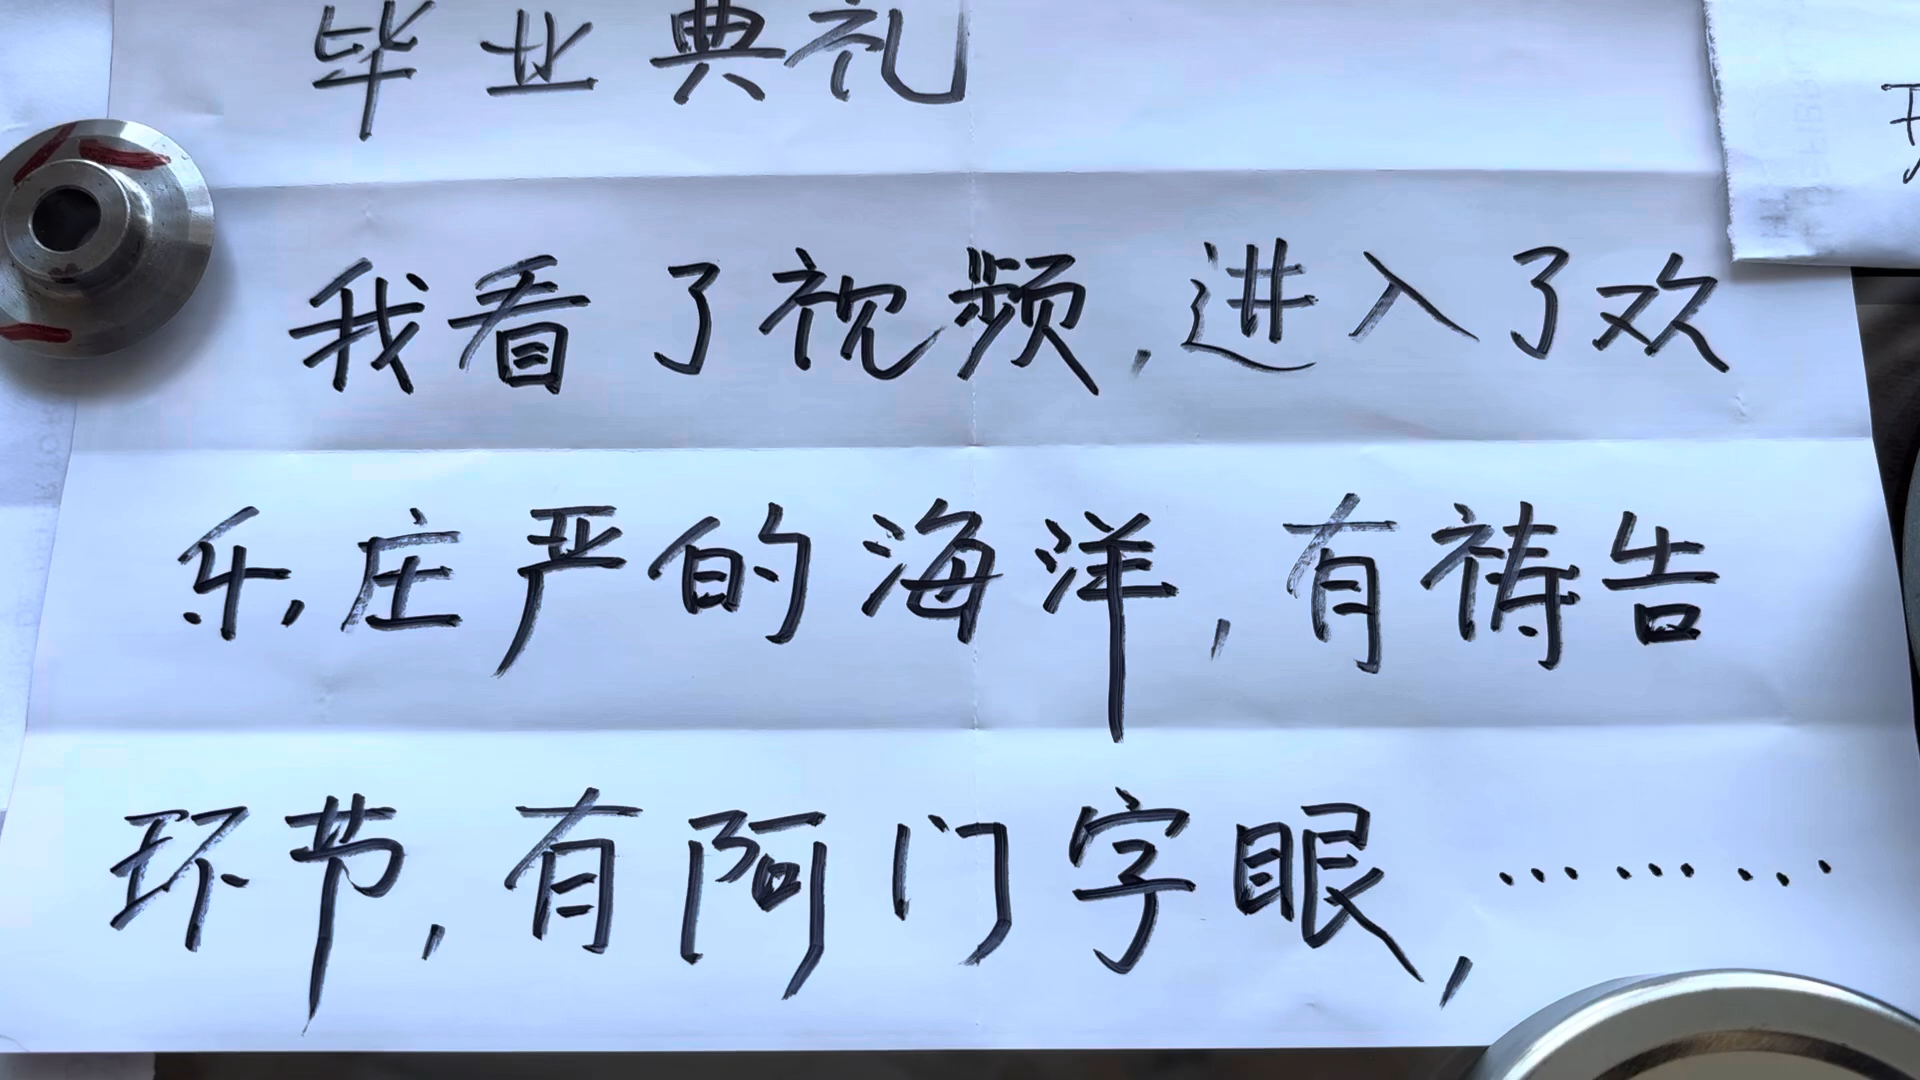 毕业典礼
我看了视频,进入了欢
乐庄严的海洋,有祷告
环节,有阿门字眼,………